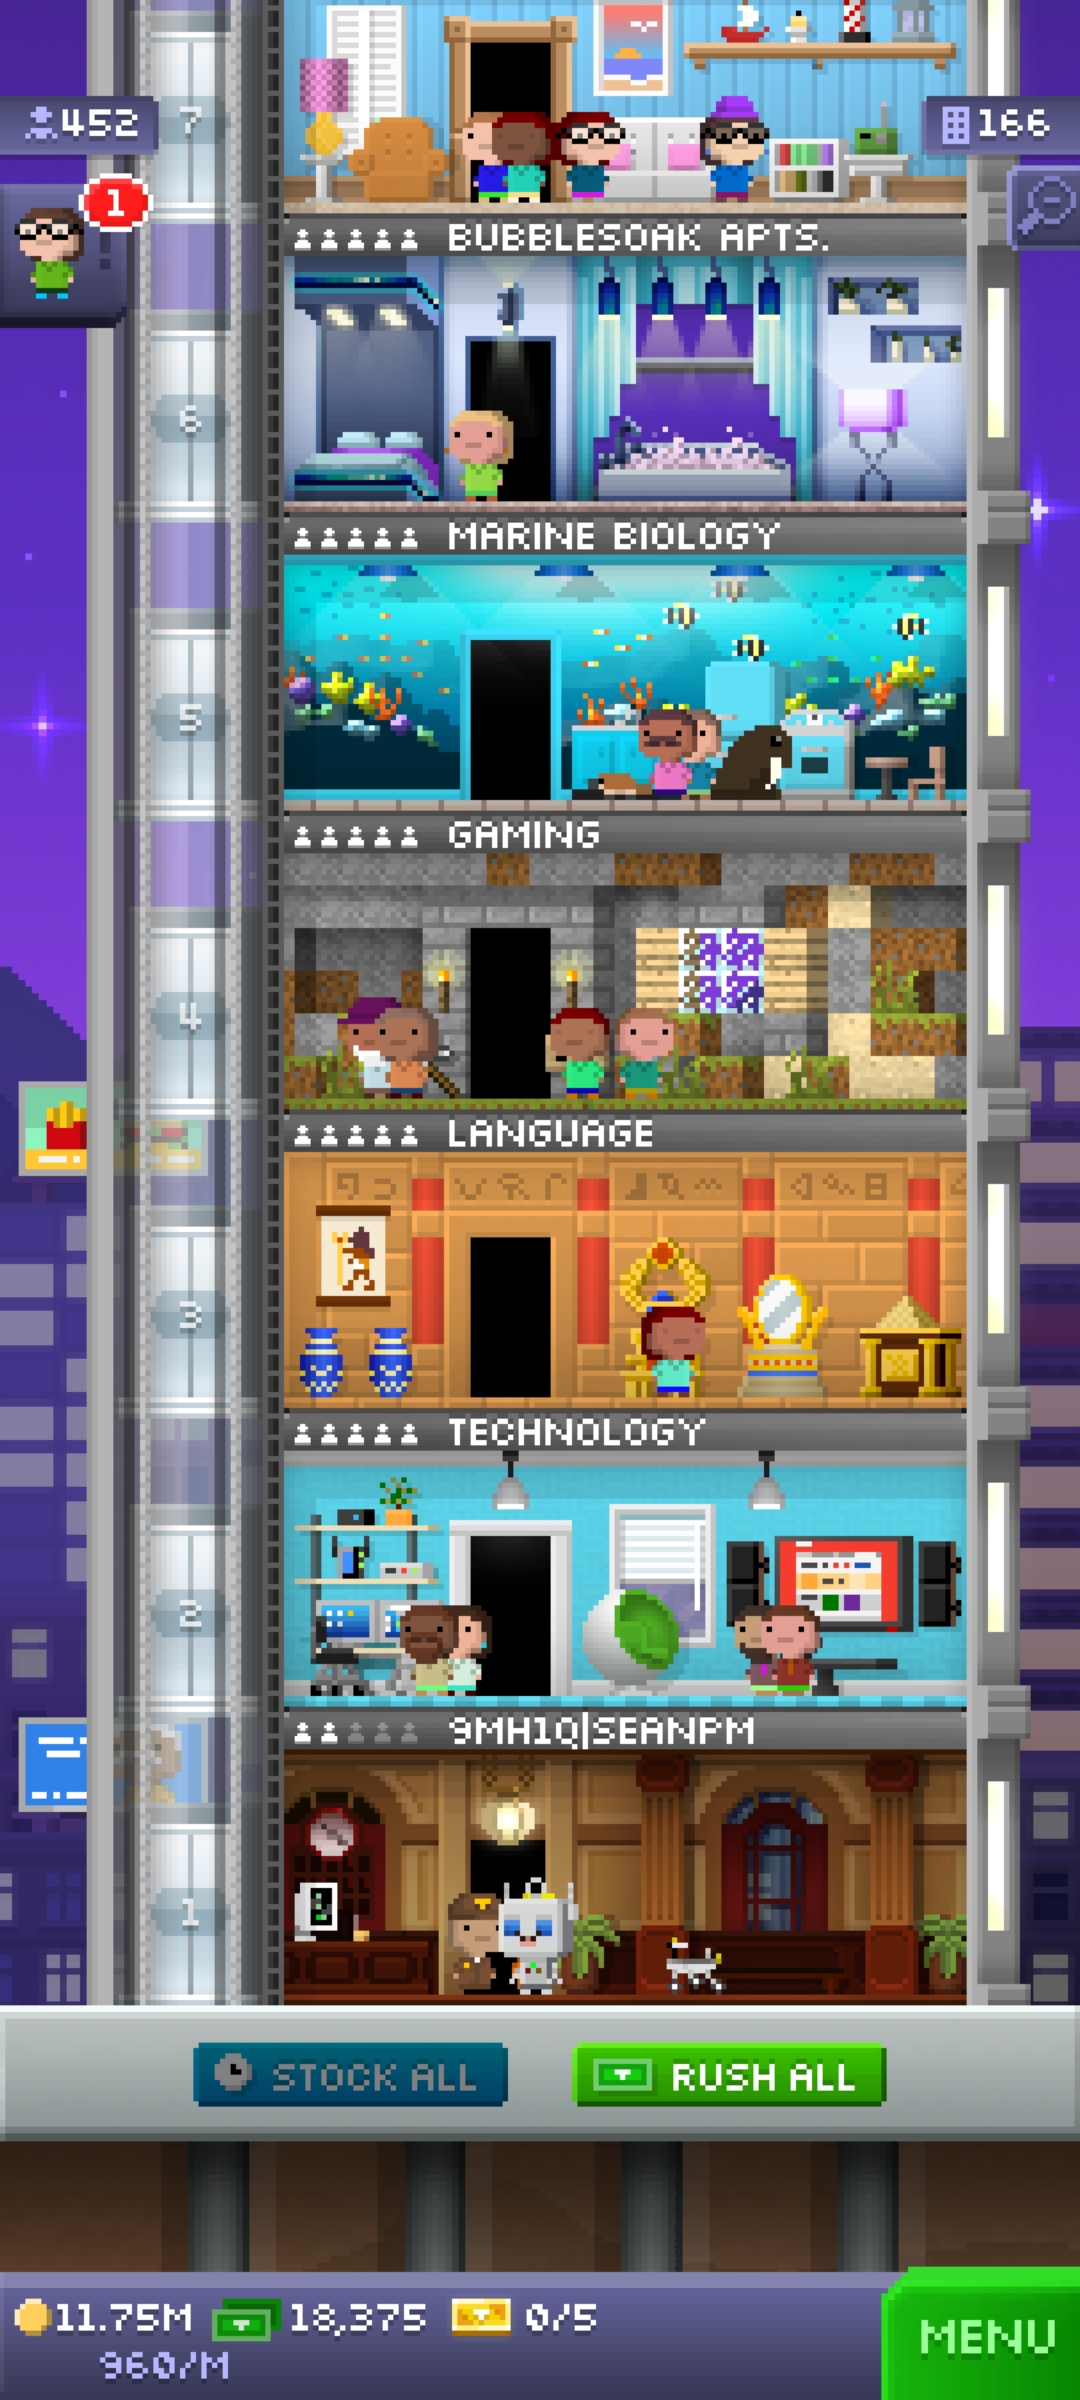 452
7
166
1
BUBBLESOAK APTS.
6
MARINE BIOLOGY
5
GAMING
4
LANGUAGE
3
TECHNOLOGY
2
9MH1Q|SEANPM
1
STOCK ALL
RUSH ALL
11.75M
18,375
0/5
960/M
MENU